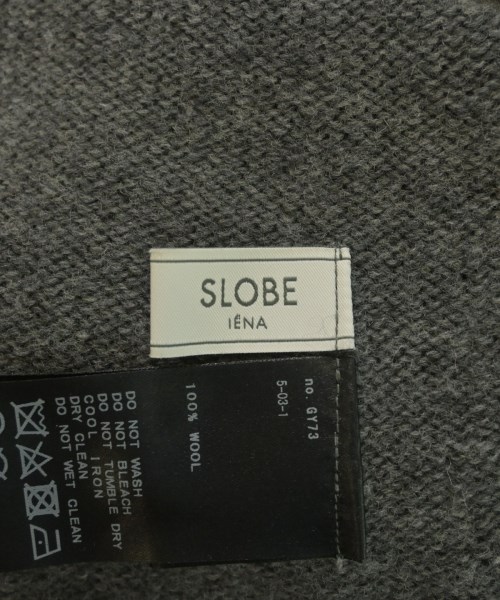 SLOBE
IÉNA
no. GY73
5-03-1
100% WOOL
DO NOT WASH
DO NOT BLEACH
DO NOT TUMBLE DRY
COOL IRON
DRY CLEAN
DO NOT WET CLEAN